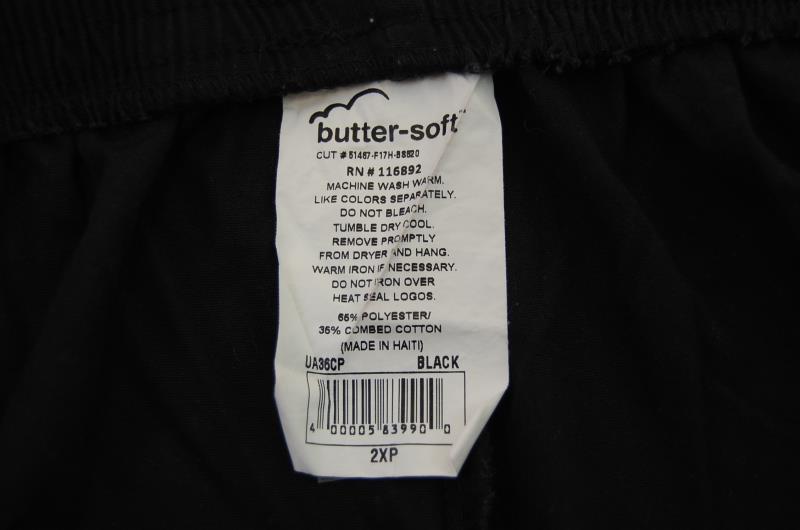 butter-soft™
CUT # 51467-F17H-BS520
RN # 116892
MACHINE WASH WARM.
LIKE COLORS SEPARATELY.
DO NOT BLEACH.
TUMBLE DRY COOL.
REMOVE PROMPTLY
FROM DRYER AND HANG.
WARM IRON IF NECESSARY.
DO NOT IRON OVER
HEAT SEAL LOGOS.
65% POLYESTER/
35% COMBED COTTON
(MADE IN HAITI)
UA36CP BLACK
4 00005 83990 0
2XP